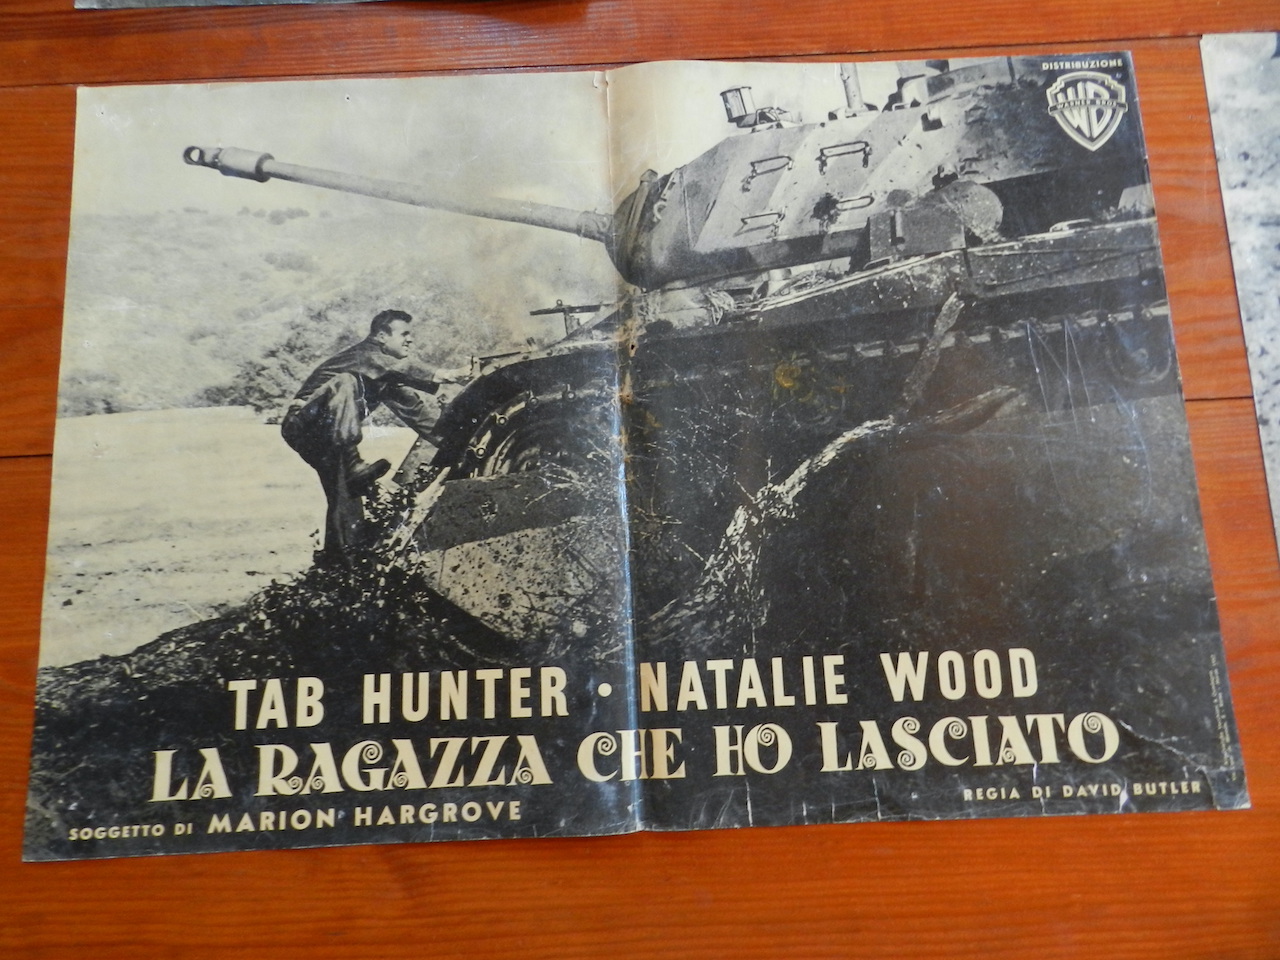 DISTRIBUZIONE
WARNER BROS.
WB
TAB HUNTER · NATALIE WOOD
LA RAGAZZA CHE HO LASCIATO
SOGGETTO DI MARION HARGROVE
REGIA DI DAVID BUTLER